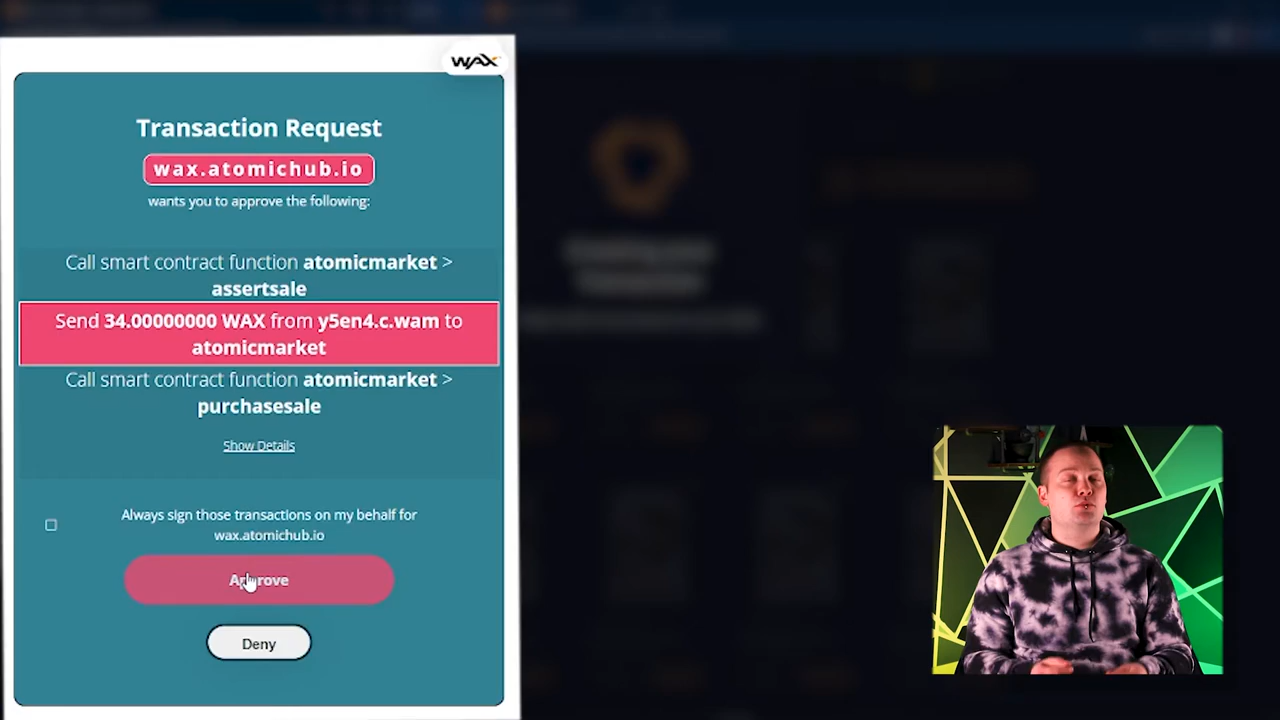 WAX
Transaction Request
wax.atomichub.io
wants you to approve the following:
Call smart contract function atomicmarket >
assertsale
Send 34.00000000 WAX from y5en4.c.wam to
atomicmarket
Call smart contract function atomicmarket >
purchasesale
Show Details
Always sign those transactions on my behalf for
wax.atomichub.io
Approve
Deny